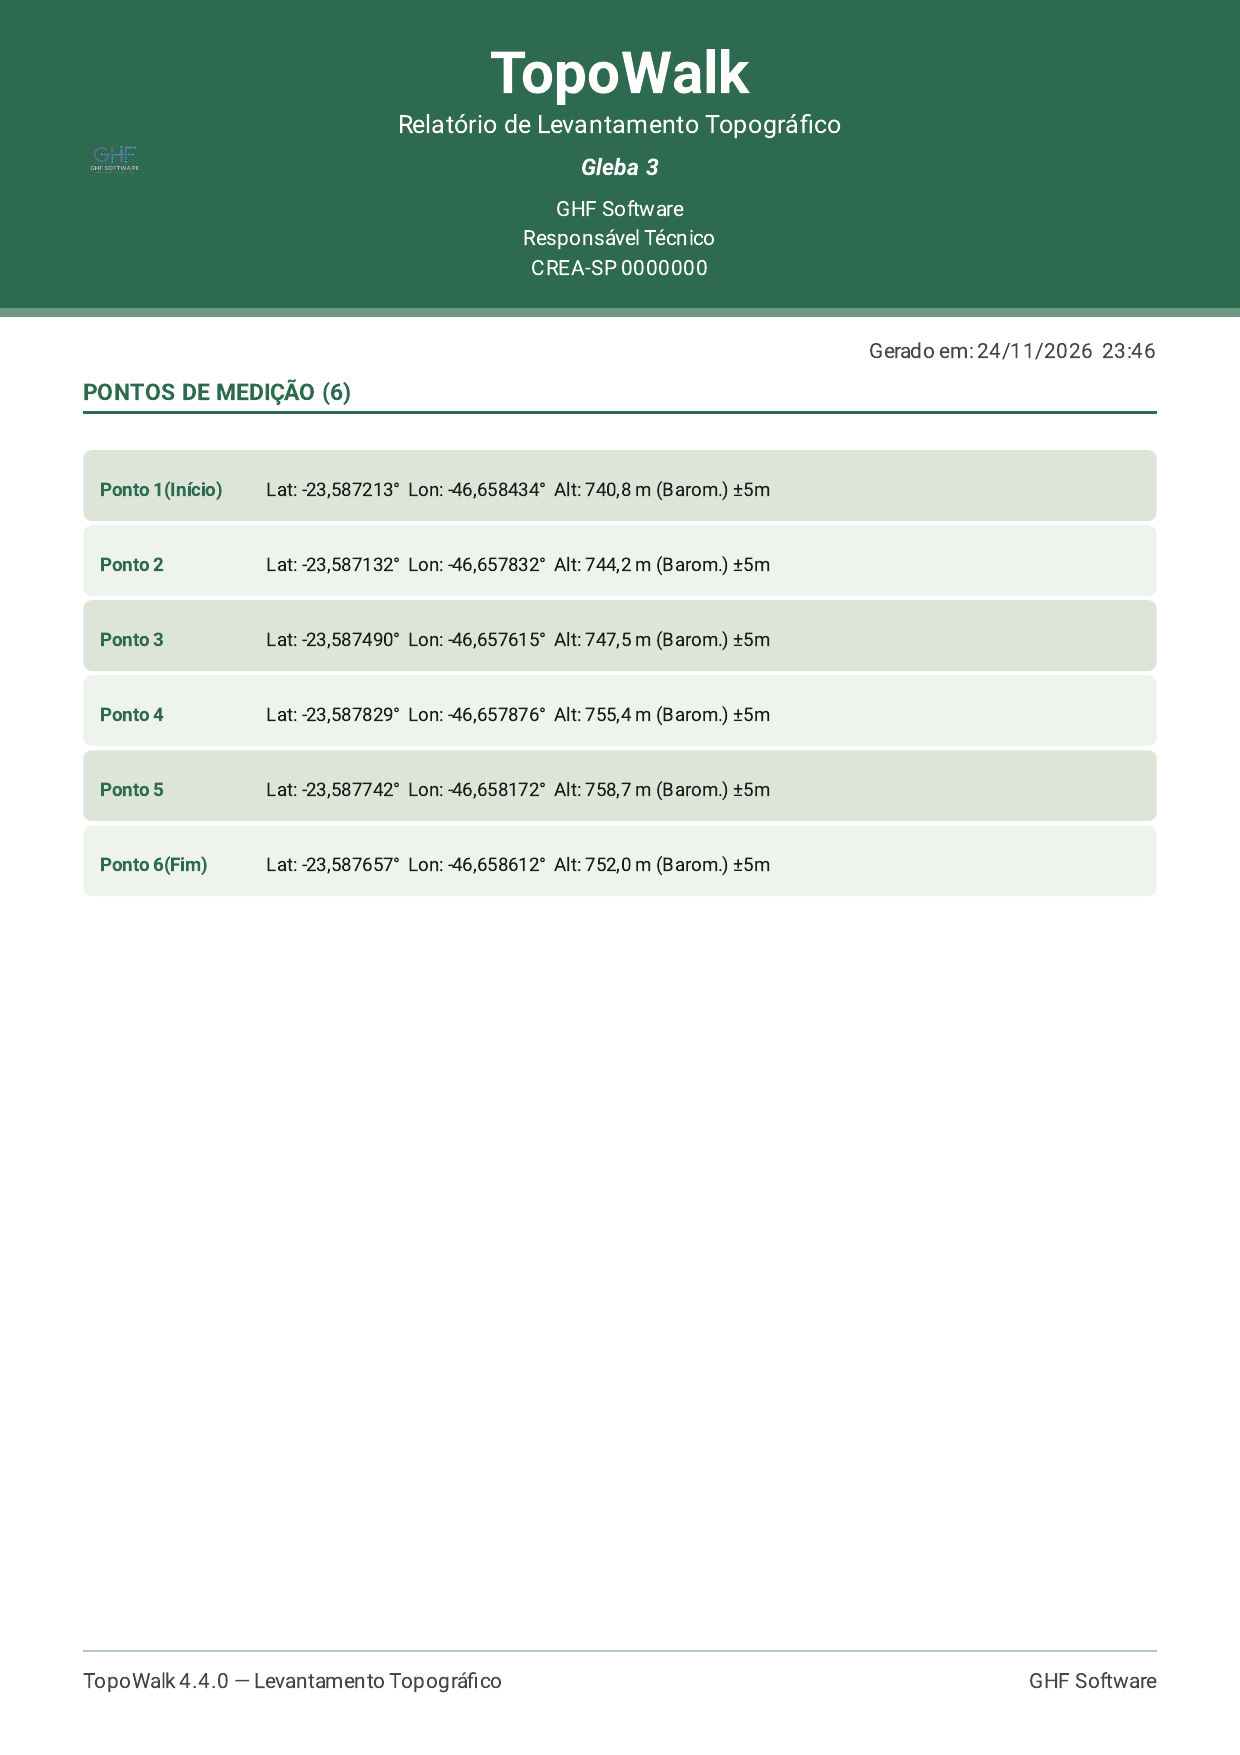 TopoWalk
Relatório de Levantamento Topográfico
GHF
GHF SOFTWARE
Gleba 3
GHF Software
Responsável Técnico
CREA-SP 0000000
Gerado em: 24/11/2026 23:46
PONTOS DE MEDIÇÃO (6)
Ponto 1(Início) Lat: -23,587213° Lon: -46,658434° Alt: 740,8 m (Barom.) ±5m
Ponto 2 Lat: -23,587132° Lon: -46,657832° Alt: 744,2 m (Barom.) ±5m
Ponto 3 Lat: -23,587490° Lon: -46,657615° Alt: 747,5 m (Barom.) ±5m
Ponto 4 Lat: -23,587829° Lon: -46,657876° Alt: 755,4 m (Barom.) ±5m
Ponto 5 Lat: -23,587742° Lon: -46,658172° Alt: 758,7 m (Barom.) ±5m
Ponto 6(Fim) Lat: -23,587657° Lon: -46,658612° Alt: 752,0 m (Barom.) ±5m
TopoWalk 4.4.0 — Levantamento Topográfico GHF Software